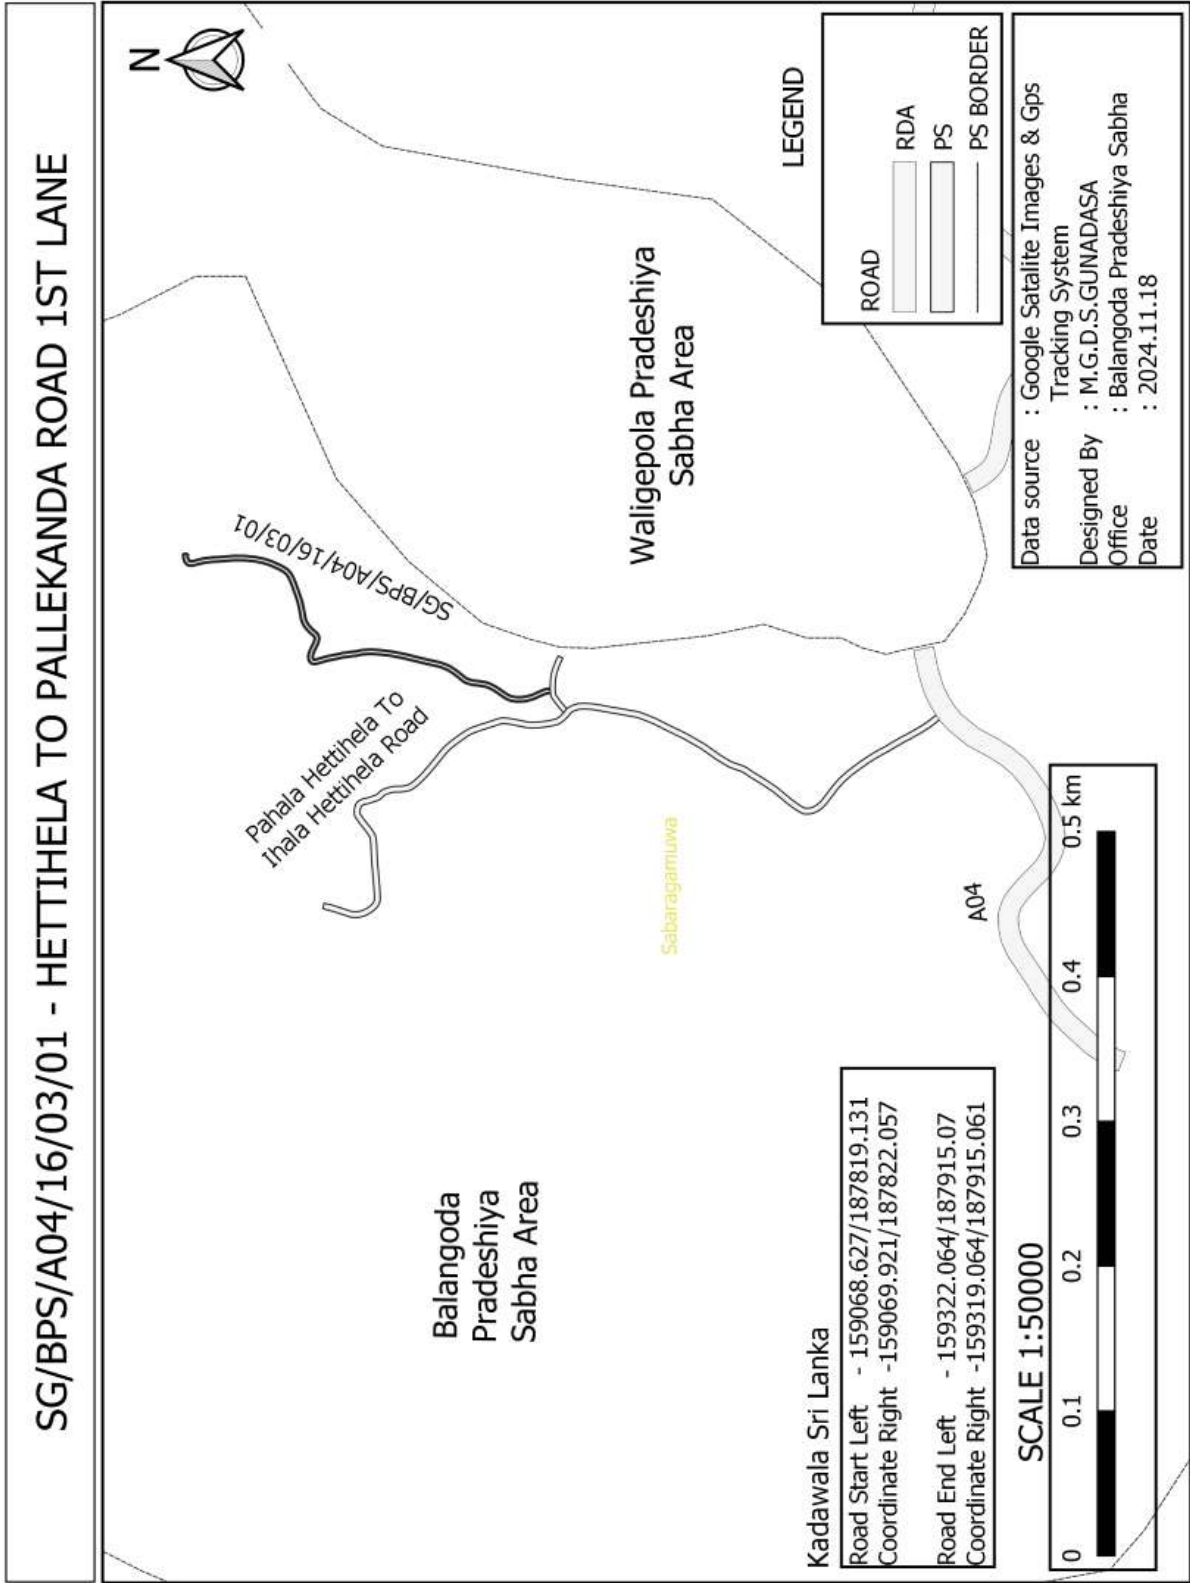 SG/BPS/A04/16/03/01 - HETTIHELA TO PALLEKANDA ROAD 1ST LANE
N
SG/BPS/A04/16/03/01
Pahala Hettihela To
Ihala Hettihela Road
Waligepola Pradeshiya
Sabha Area
Sabaragamuwa
Balangoda
Pradeshiya
Sabha Area
A04
LEGEND
ROAD
RDA
PS
PS BORDER
Kadawala Sri Lanka
Road Start Left - 159068.627/187819.131
Coordinate Right -159069.921/187822.057
Road End Left - 159322.064/187915.07
Coordinate Right -159319.064/187915.061
SCALE 1:50000
0 0.1 0.2 0.3 0.4 0.5 km
Data source : Google Satalite Images & Gps
Tracking System
Designed By : M.G.D.S.GUNADASA
Office : Balangoda Pradeshiya Sabha
Date : 2024.11.18